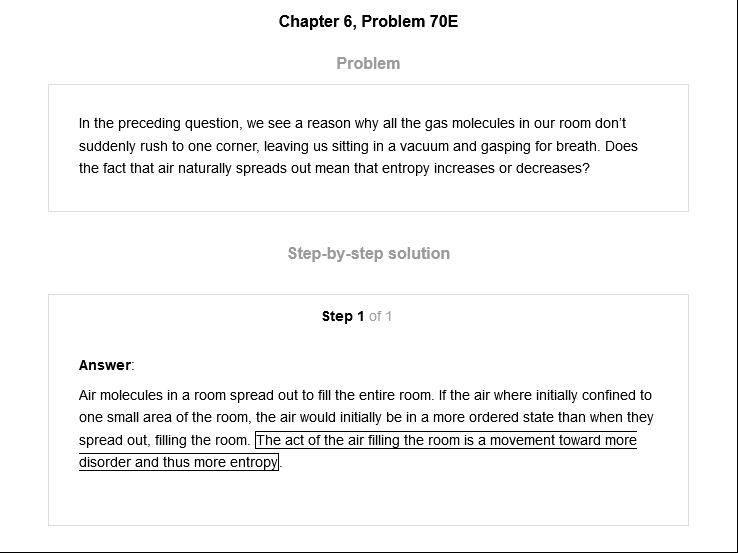 Chapter 6, Problem 70E
Problem
In the preceding question, we see a reason why all the gas molecules in our room don't
suddenly rush to one corner, leaving us sitting in a vacuum and gasping for breath. Does
the fact that air naturally spreads out mean that entropy increases or decreases?
Step-by-step solution
Step 1 of 1
Answer:
Air molecules in a room spread out to fill the entire room. If the air where initially confined to
one small area of the room, the air would initially be in a more ordered state than when they
spread out, filling the room. The act of the air filling the room is a movement toward more
disorder and thus more entropy.